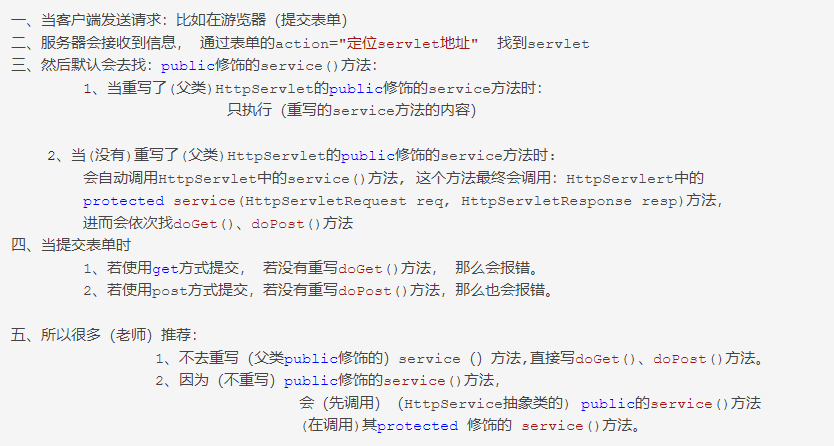 一、当客户端发送请求：比如在游览器（提交表单）
二、服务器会接收到信息， 通过表单的action="定位servlet地址" 找到servlet
三、然后默认会去找：public修饰的service()方法：
1、当重写了(父类)HttpServlet的public修饰的service方法时：
只执行（重写的service方法的内容）
2、当(没有)重写了(父类)HttpServlet的public修饰的service方法时：
会自动调用HttpServlet中的service()方法, 这个方法最终会调用：HttpServlert中的
protected service(HttpServletRequest req, HttpServletResponse resp)方法，
进而会依次找doGet()、doPost()方法
四、当提交表单时
1、若使用get方式提交， 若没有重写doGet()方法， 那么会报错。
2、若使用post方式提交，若没有重写doPost()方法，那么也会报错。
五、所以很多（老师）推荐：
1、不去重写（父类public修饰的）service（）方法,直接写doGet()、doPost()方法。
2、因为（不重写）public修饰的service()方法，
会（先调用）（HttpService抽象类的）public的service()方法
(在调用)其protected 修饰的 service()方法。